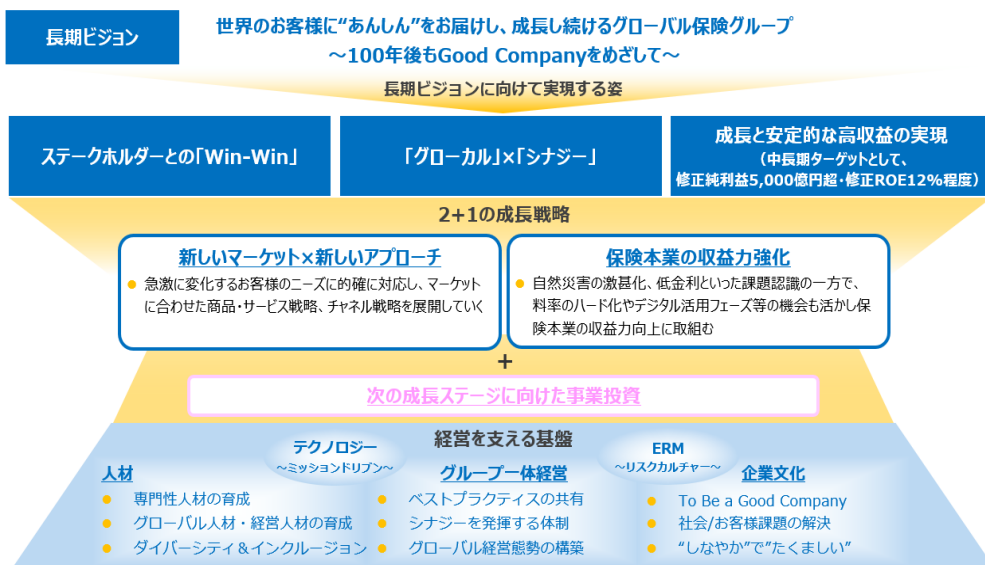 長期ビジョン
世界のお客様に“あんしん”をお届けし、成長し続けるグローバル保険グループ
～100年後もGood Companyをめざして～
長期ビジョンに向けて実現する姿
ステークホルダーとの「Win-Win」
「グローカル」×「シナジー」
成長と安定的な高収益の実現
（中長期ターゲットとして、
修正純利益5,000億円超・修正ROE12%程度）
2+1の成長戦略
新しいマーケット×新しいアプローチ
急激に変化するお客様のニーズに的確に対応し、マーケット
に合わせた商品・サービス戦略、チャネル戦略を展開していく
保険本業の収益力強化
自然災害の激甚化、低金利といった課題認識の一方で、
料率のハード化やデジタル活用フェーズ等の機会も活かし保
険本業の収益力向上に取組む
+
次の成長ステージに向けた事業投資
経営を支える基盤
テクノロジー
～ミッションドリブン～
ERM
～リスクカルチャー～
人材
● 専門性人材の育成
● グローバル人材・経営人材の育成
● ダイバーシティ＆インクルージョン
グループ一体経営
● ベストプラクティスの共有
● シナジーを発揮する体制
● グローバル経営態勢の構築
企業文化
● To Be a Good Company
● 社会/お客様課題の解決
● “しなやか”で”たくましい”